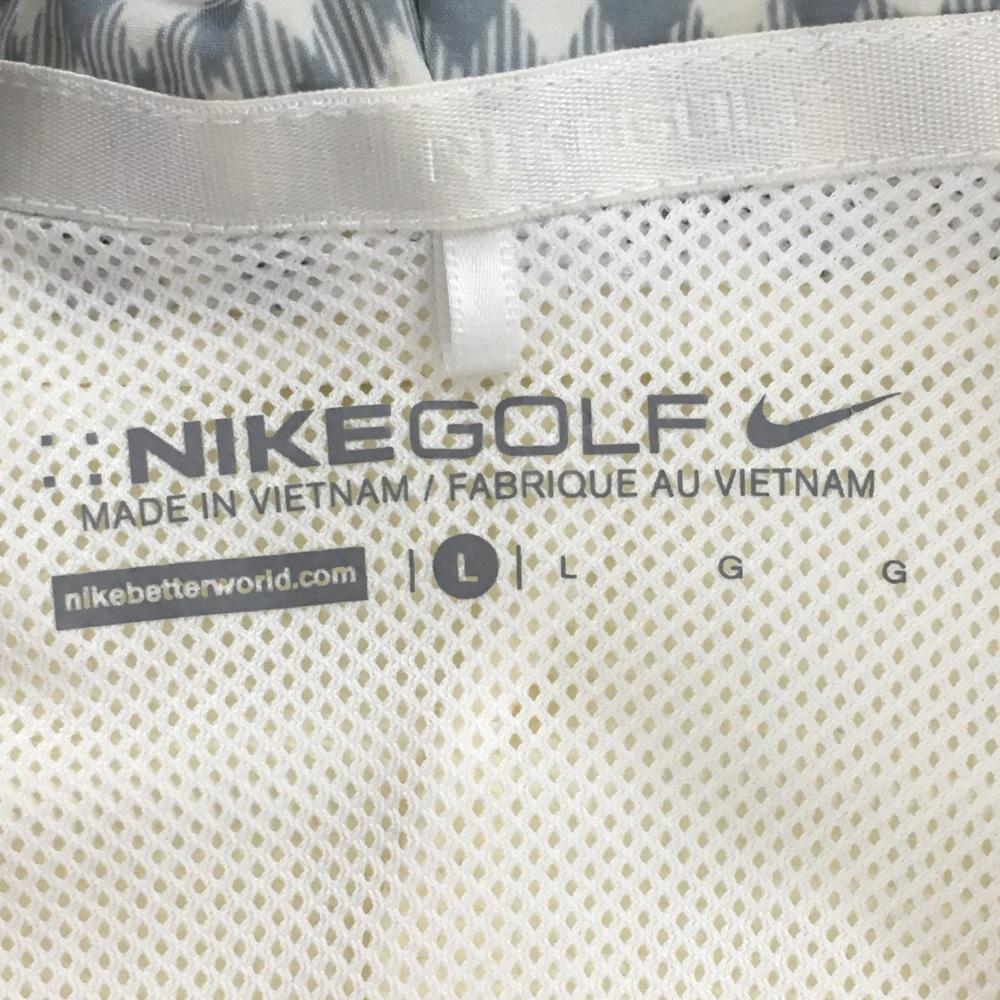 NIKEGOLF
MADE IN VIETNAM / FABRIQUE AU VIETNAM
nikebetterworld.com | L | L G G